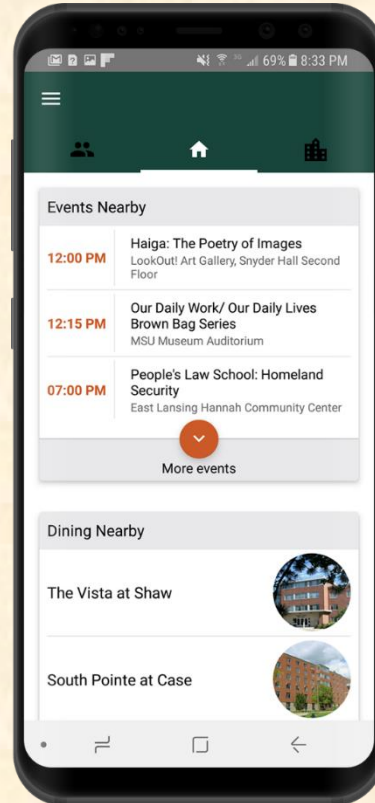 69% 8:33 PM
Events Nearby
12:00 PM
Haiga: The Poetry of Images
LookOut! Art Gallery, Snyder Hall Second
Floor
12:15 PM
Our Daily Work/ Our Daily Lives
Brown Bag Series
MSU Museum Auditorium
07:00 PM
People's Law School: Homeland
Security
East Lansing Hannah Community Center
More events
Dining Nearby
The Vista at Shaw
South Pointe at Case